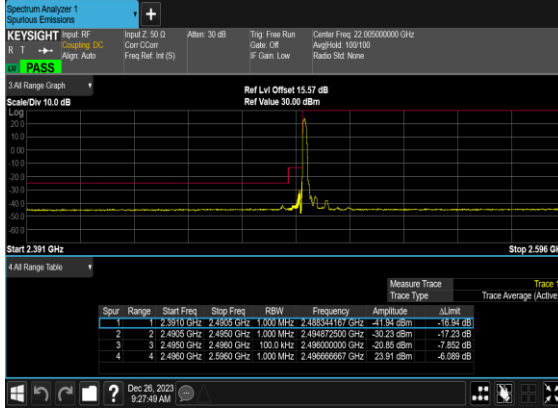 Spectrum Analyzer 1
Spurious Emissions
+
KEYSIGHT Input: RF Input Z: 50 Ω Atten: 30 dB Trig: Free Run Center Freq: 22.005000000 GHz
R T Coupling: DC Corr CCorr Gate: Off Avg|Hold: 100/100
Align: Auto Freq Ref: Int (S) IF Gain: Low Radio Std: None
PASS
3 All Range Graph
Ref Lvl Offset 15.57 dB
Scale/Div 10.0 dB Ref Value 30.00 dBm
Log
20.0
10.0
0.00
-10.0
-20.0
-30.0
-40.0
-50.0
-60.0
Start 2.391 GHz Stop 2.596 GH
4 All Range Table
Measure Trace Trace 1
Trace Type Trace Average (Active
Spur Range Start Freq Stop Freq RBW Frequency Amplitude ΔLimit
1 1 2.3910 GHz 2.4905 GHz 1.000 MHz 2.488344167 GHz -41.94 dBm -16.94 dB
2 2 2.4905 GHz 2.4950 GHz 1.000 MHz 2.494872500 GHz -30.23 dBm -17.23 dB
3 3 2.4950 GHz 2.4960 GHz 100.0 kHz 2.496000000 GHz -20.85 dBm -7.852 dB
4 4 2.4960 GHz 2.5960 GHz 1.000 MHz 2.496666667 GHz 23.91 dBm -6.089 dB
? Dec 26, 2023
9:27:49 AM